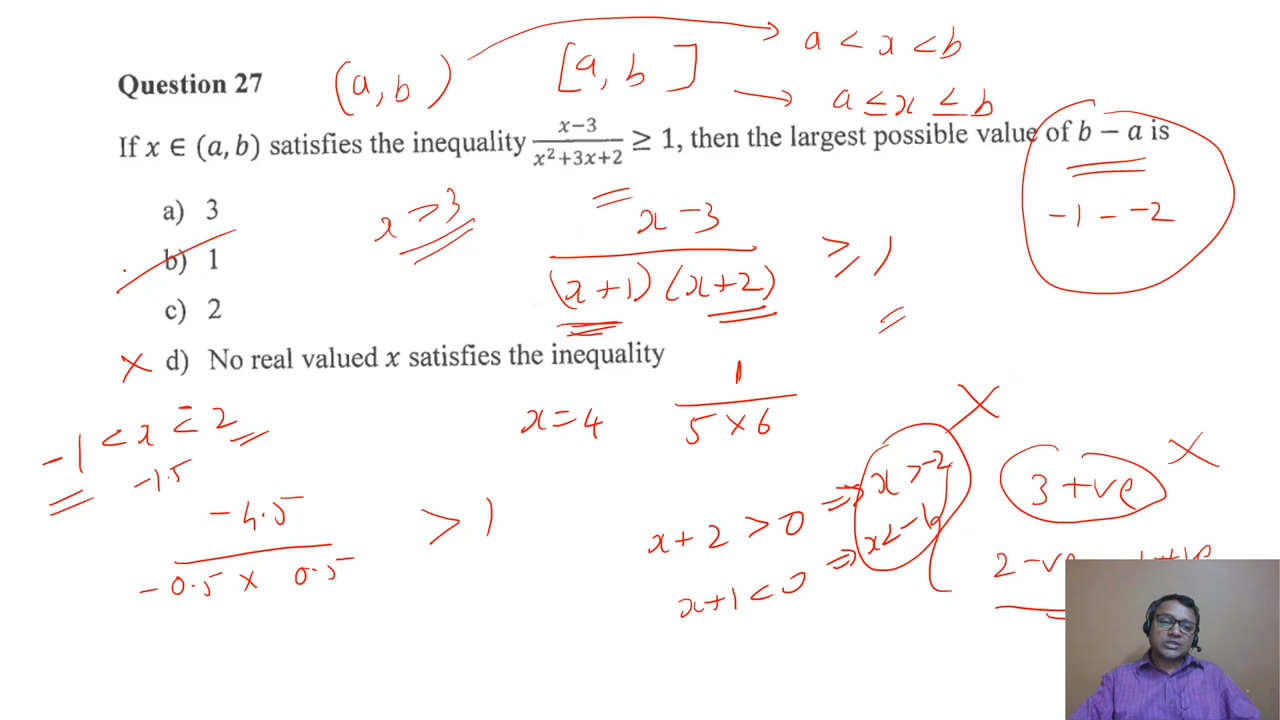 (a, b) [a, b] a < x < b
Question 27
a ≤ x ≤ b
If x ∈ (a, b) satisfies the inequality (x−3)/(x²+3x+2) ≥ 1, then the largest possible value of b − a is
a) 3
x > 3
x − 3
-1 - -2
b) 1
≥ 1
(x+1) (x+2)
c) 2
× d) No real valued x satisfies the inequality
-1 < x < -2
x = 4
1
5 × 6
-1.5
x > -2
3 +ve ×
-4.5
> 1
x+2 > 0 ⇒
x < -1
-0.5 × 0.5
x+1 < 0 ⇒
2 -ve